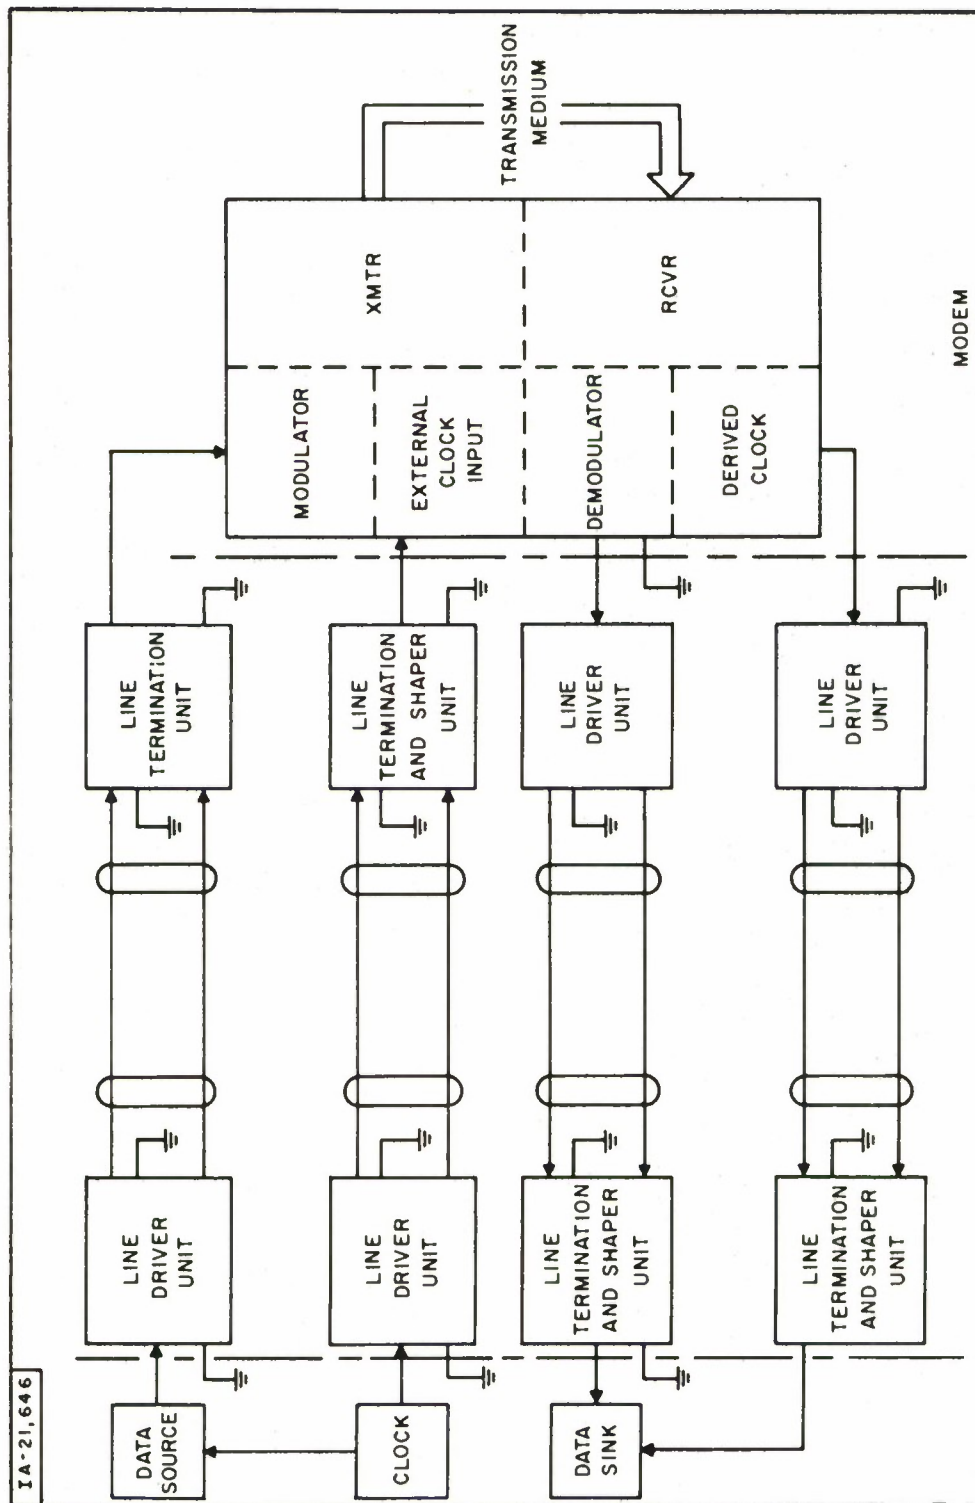 IA-21,646
DATA
SOURCE
LINE
DRIVER
UNIT
LINE
TERMINATION
UNIT
CLOCK
LINE
DRIVER
UNIT
LINE
TERMINATION
AND SHAPER
UNIT
DATA
SINK
LINE
TERMINATION
AND SHAPER
UNIT
LINE
DRIVER
UNIT
LINE
TERMINATION
AND SHAPER
UNIT
LINE
DRIVER
UNIT
MODULATOR
EXTERNAL
CLOCK
INPUT
DEMODULATOR
DERIVED
CLOCK
XMTR
RCVR
TRANSMISSION
MEDIUM
MODEM